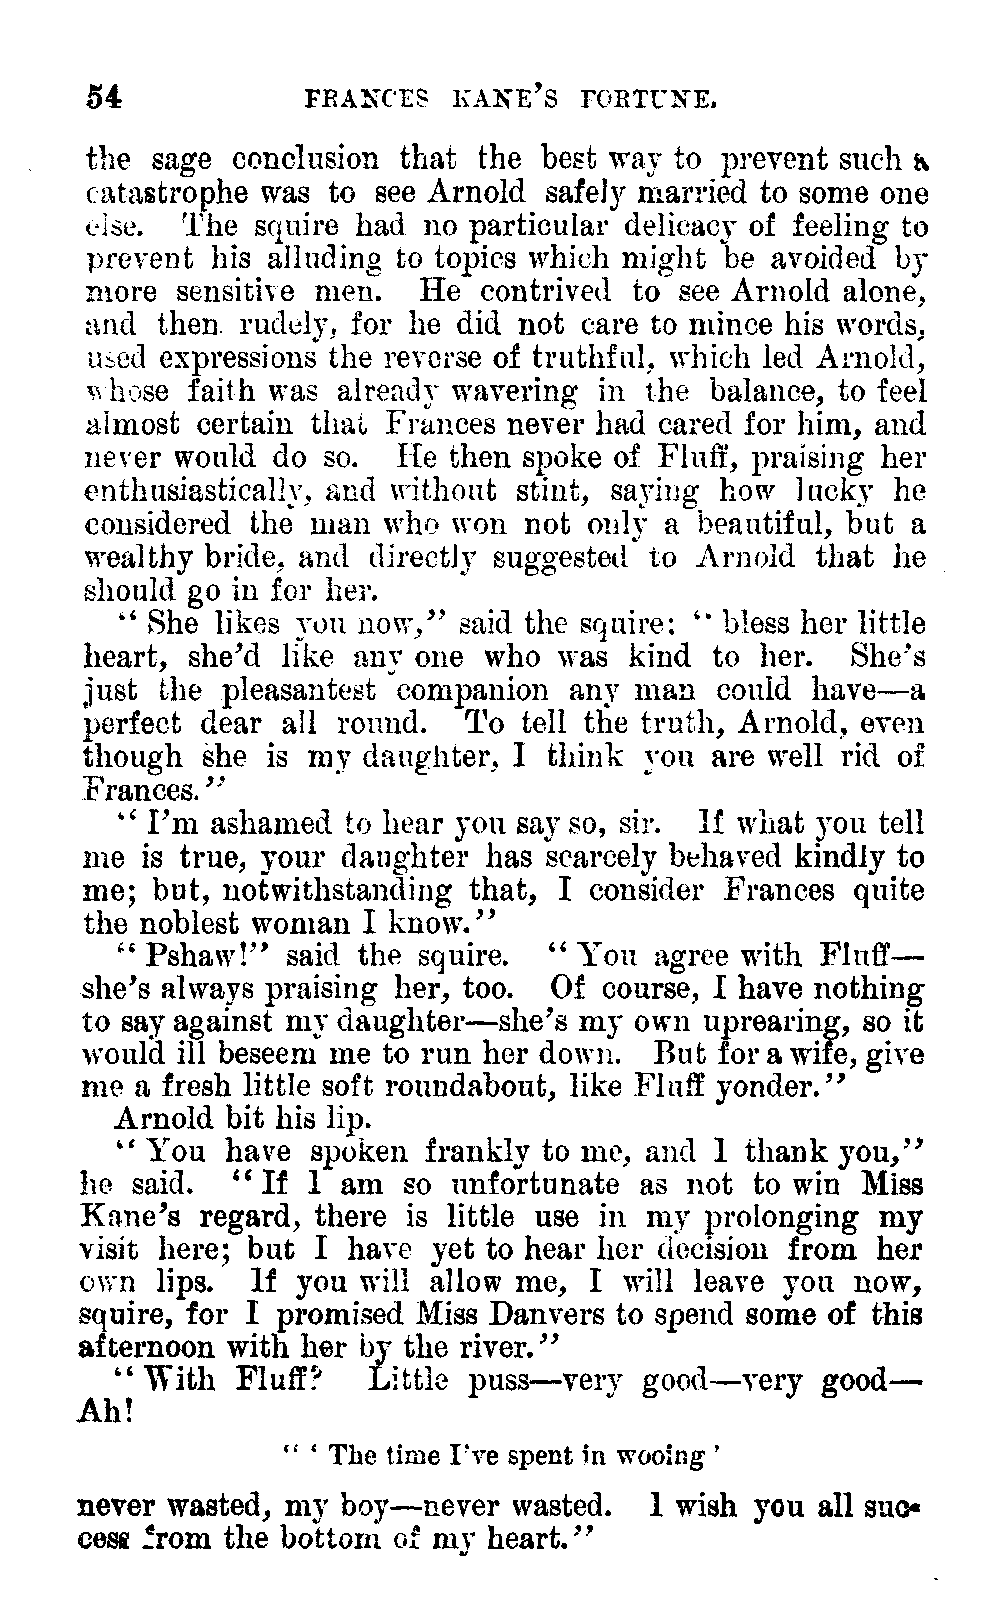 54 FRANCES KANE'S FORTUNE.
the sage conclusion that the best way to prevent such a
catastrophe was to see Arnold safely married to some one
else. The squire had no particular delicacy of feeling to
prevent his alluding to topics which might be avoided by
more sensitive men. He contrived to see Arnold alone,
and then, rudely, for he did not care to mince his words,
used expressions the reverse of truthful, which led Arnold,
whose faith was already wavering in the balance, to feel
almost certain that Frances never had cared for him, and
never would do so. He then spoke of Fluff, praising her
enthusiastically, and without stint, saying how lucky he
considered the man who won not only a beautiful, but a
wealthy bride, and directly suggested to Arnold that he
should go in for her.
"She likes you now," said the squire: "bless her little
heart, she'd like any one who was kind to her. She's
just the pleasantest companion any man could have—a
perfect dear all round. To tell the truth, Arnold, even
though she is my daughter, I think you are well rid of
Frances."
"I'm ashamed to hear you say so, sir. If what you tell
me is true, your daughter has scarcely behaved kindly to
me; but, notwithstanding that, I consider Frances quite
the noblest woman I know."
"Pshaw!" said the squire. "You agree with Fluff—
she's always praising her, too. Of course, I have nothing
to say against my daughter—she's my own uprearing, so it
would ill beseem me to run her down. But for a wife, give
me a fresh little soft roundabout, like Fluff yonder."
Arnold bit his lip.
"You have spoken frankly to me, and I thank you,"
he said. "If I am so unfortunate as not to win Miss
Kane's regard, there is little use in my prolonging my
visit here; but I have yet to hear her decision from her
own lips. If you will allow me, I will leave you now,
squire, for I promised Miss Danvers to spend some of this
afternoon with her by the river."
"With Fluff? Little puss—very good—very good—
Ah!
"'The time I've spent in wooing'
never wasted, my boy—never wasted. I wish you all suc-
cess from the bottom of my heart."